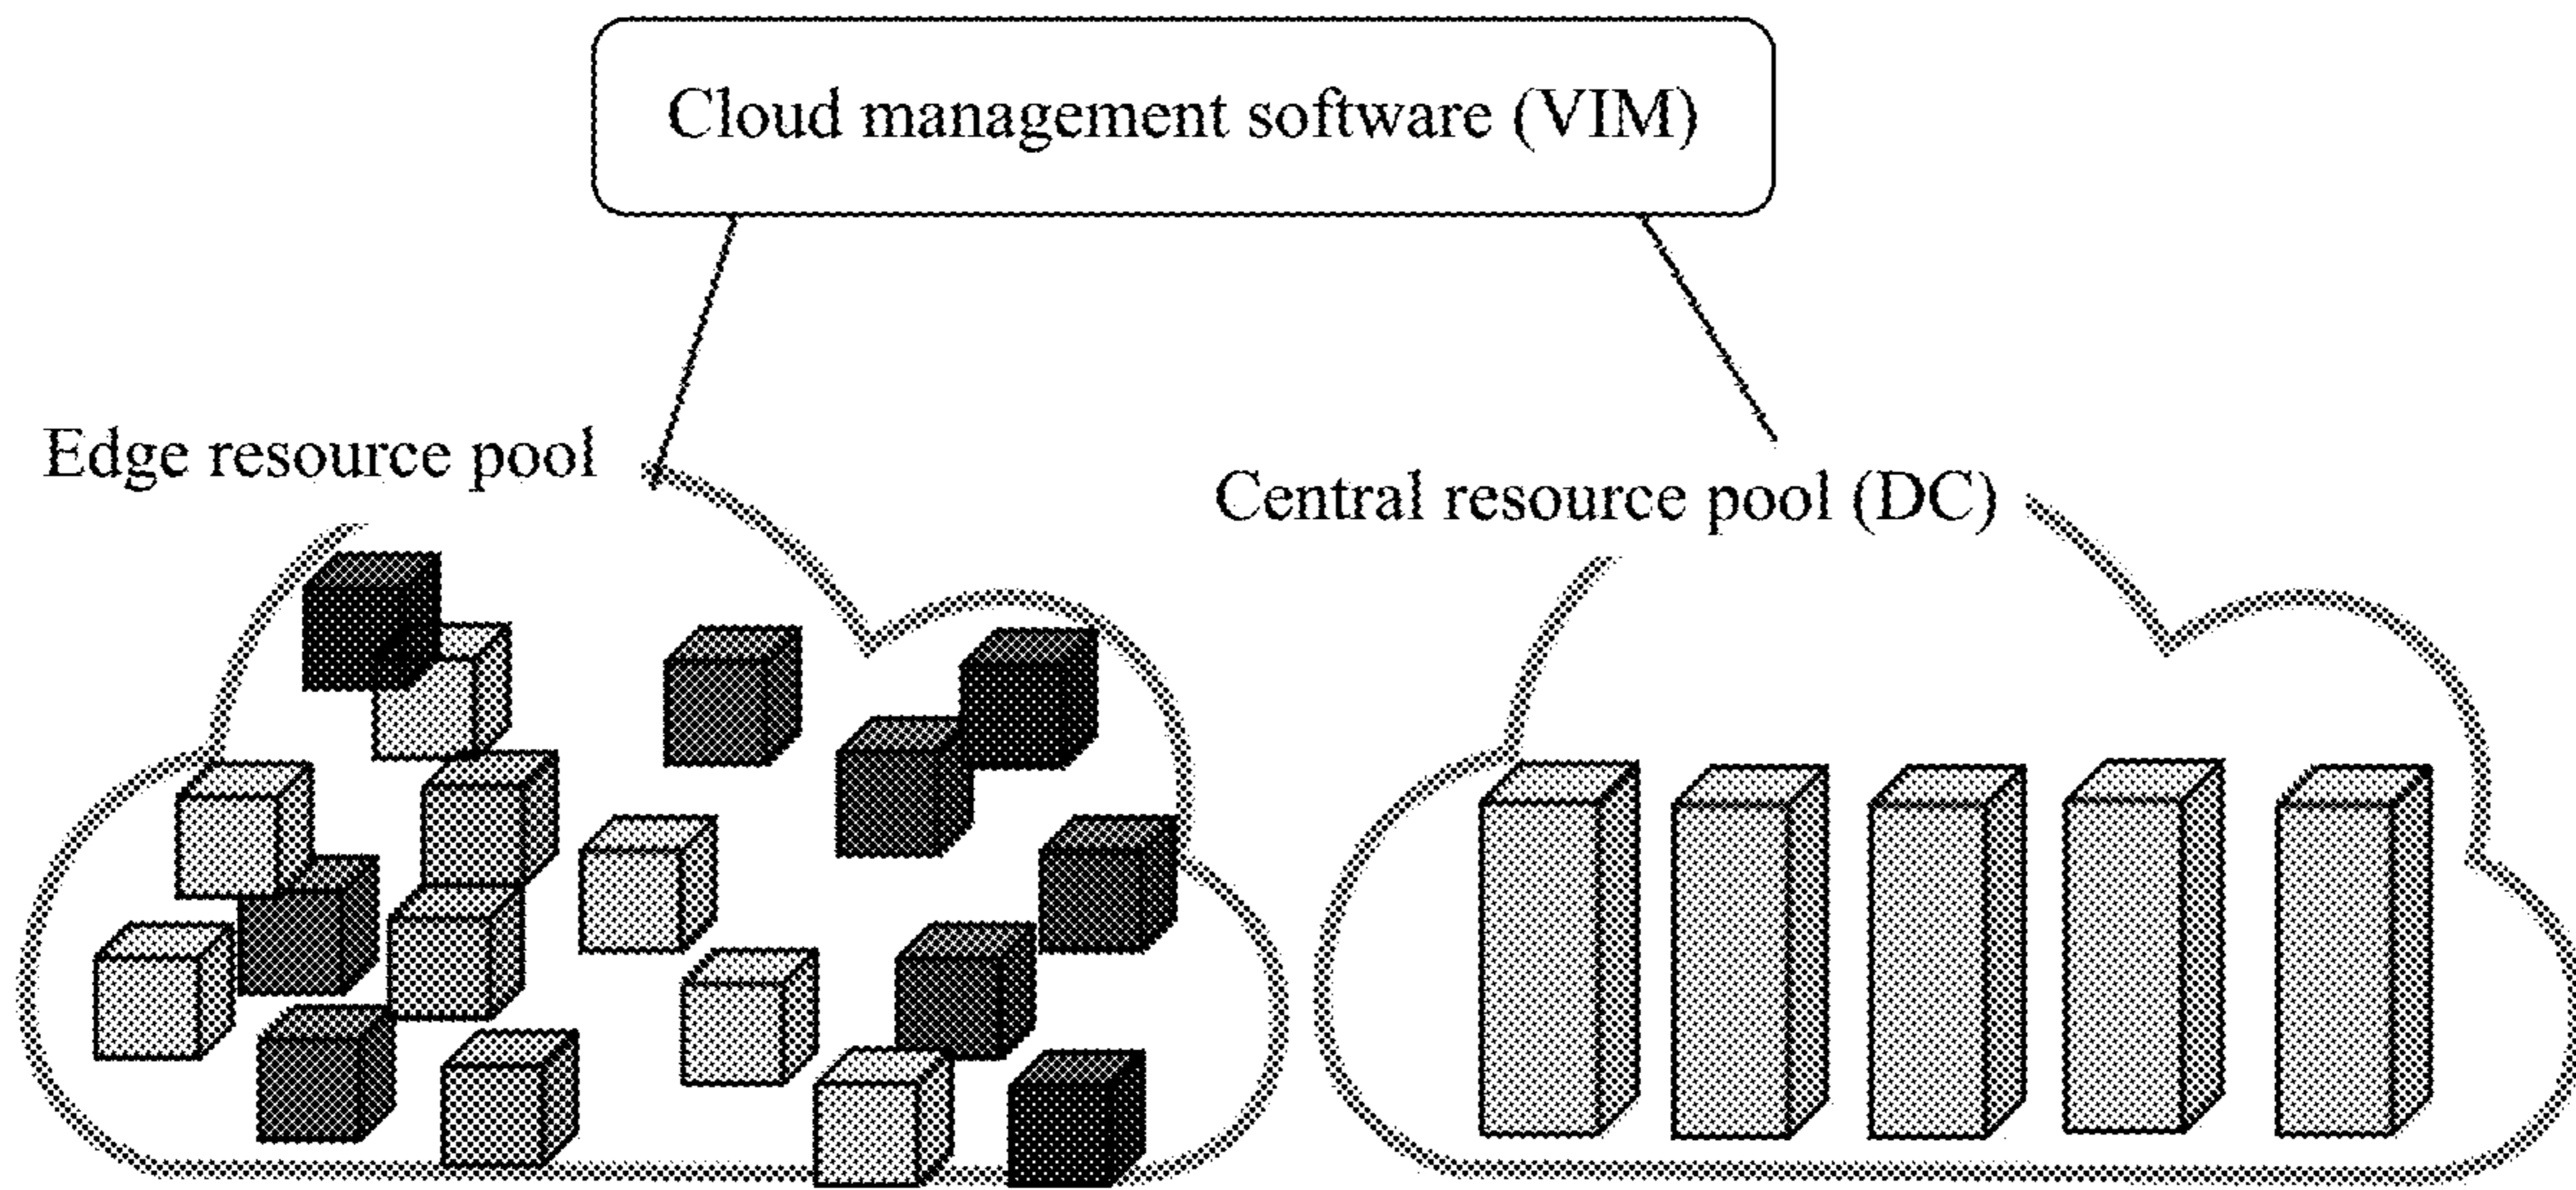 Cloud management software (VIM)
Edge resource pool
Central resource pool (DC)